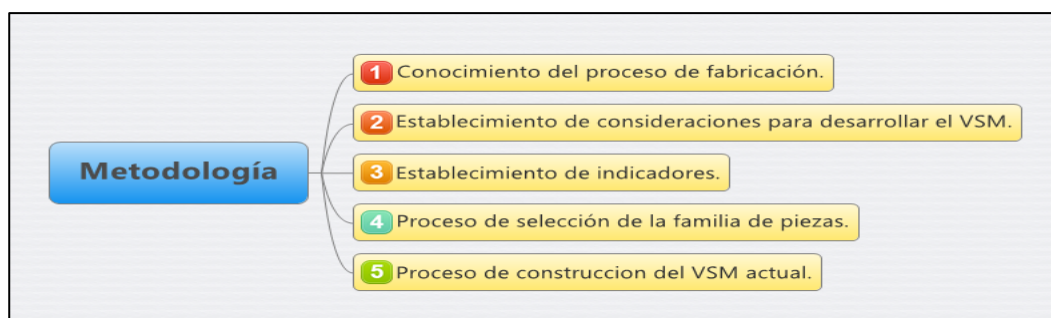 Metodología
1 Conocimiento del proceso de fabricación.
2 Establecimiento de consideraciones para desarrollar el VSM.
3 Establecimiento de indicadores.
4 Proceso de selección de la familia de piezas.
5 Proceso de construccion del VSM actual.